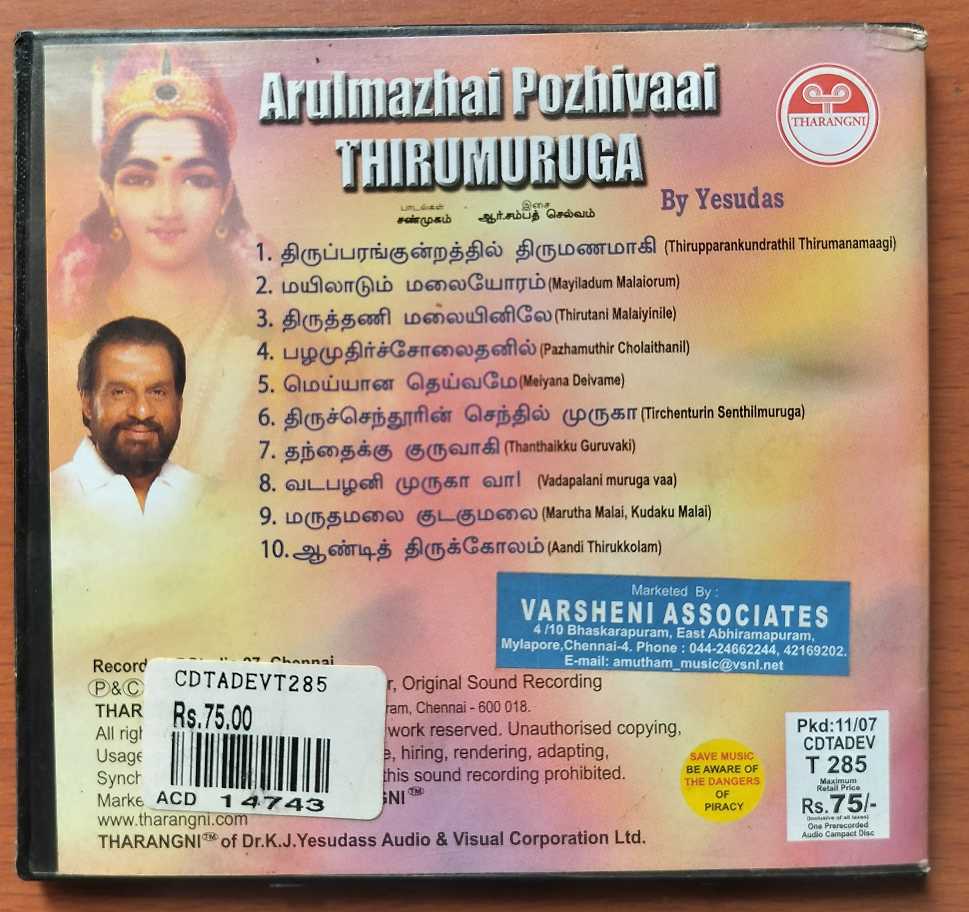 Arulmazhai Pozhivaai
THIRUMURUGA
THARANGNI
By Yesudas
பாடல்கள்
சண்முகம்
இசை
ஆர்.சம்பத் செல்வம்
1. திருப்பரங்குன்றத்தில் திருமணமாகி (Thirupparankundrathil Thirumanamaagi)
2. மயிலாடும் மலையோரம் (Mayiladum Malaiorum)
3. திருத்தணி மலையினிலே (Thirutani Malaiyinile)
4. பழமுதிர்ச்சோலைதனில் (Pazhamuthir Cholaithanil)
5. மெய்யான தெய்வமே (Meiyana Deivame)
6. திருச்செந்தூரின் செந்தில் முருகா (Tirchenturin Senthilmuruga)
7. தந்தைக்கு குருவாகி (Thanthaikku Guruvaki)
8. வடபழனி முருகா வா! (Vadapalani muruga vaa)
9. மருதமலை குடகுமலை (Marutha Malai, Kudaku Malai)
10. ஆண்டித் திருக்கோலம் (Aandi Thirukkolam)
Marketed By :
VARSHENI ASSOCIATES
4 /10 Bhaskarapuram, East Abhiramapuram,
Mylapore,Chennai-4. Phone : 044-24662244, 42169202.
E-mail: amutham_music@vsnl.net
Chennai
Ⓟ&Ⓒ Original Sound Recording
Chennai - 600 018.
All work reserved. Unauthorised copying,
hiring, rendering, adapting,
this sound recording prohibited.
www.tharangni.com
THARANGNI™ of Dr.K.J.Yesudass Audio & Visual Corporation Ltd.
CDTADEVT285
Rs.75.00
ACD 14743
SAVE MUSIC
BE AWARE OF
THE DANGERS
OF
PIRACY
Pkd:11/07
CDTADEV
T 285
Maximum
Retail Price
Rs.75/-
(Inclusive of all taxes)
One Prerecorded
Audio Campact Disc